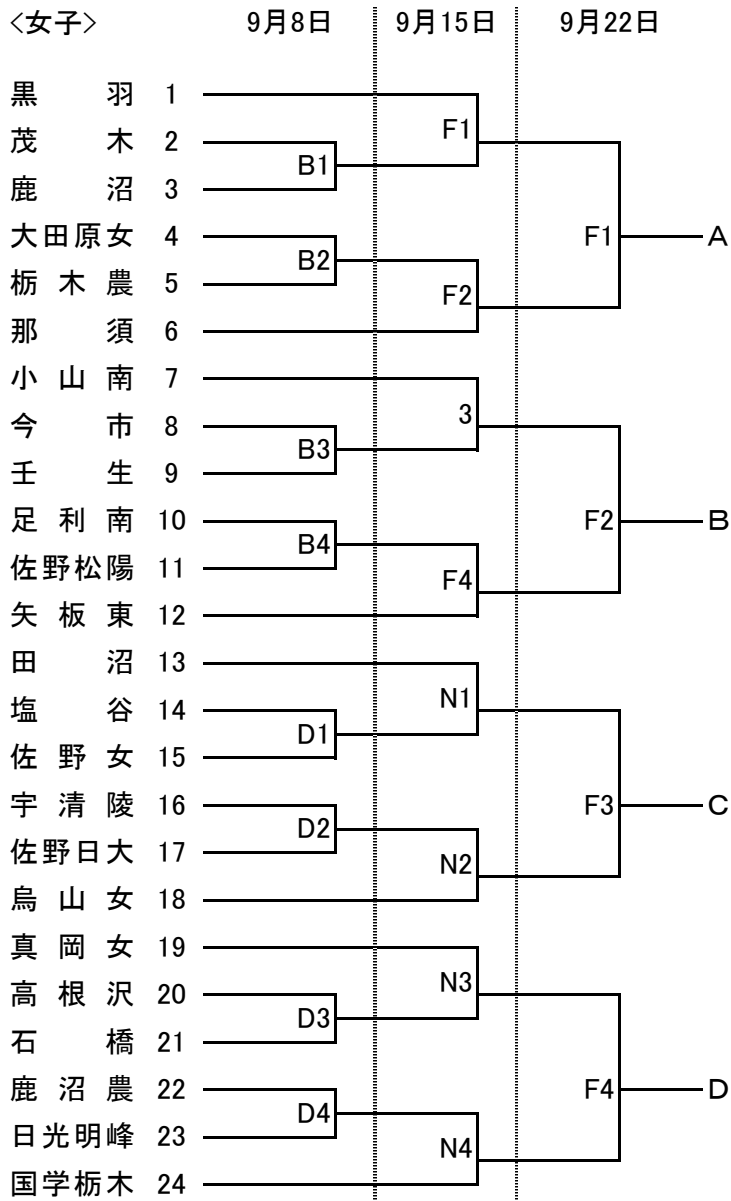 <女子> 9月8日 9月15日 9月22日
黒羽 1
F1
茂木 2
B1
鹿沼 3
大田原女 4
F1 A
B2
栃木農 5
F2
那須 6
小山南 7
3
今市 8
B3
壬生 9
足利南 10
F2 B
B4
佐野松陽 11
F4
矢板東 12
田沼 13
N1
塩谷 14
D1
佐野女 15
宇清陵 16
F3 C
D2
佐野日大 17
N2
烏山女 18
真岡女 19
N3
高根沢 20
D3
石橋 21
鹿沼農 22
F4 D
D4
日光明峰 23
N4
国学栃木 24